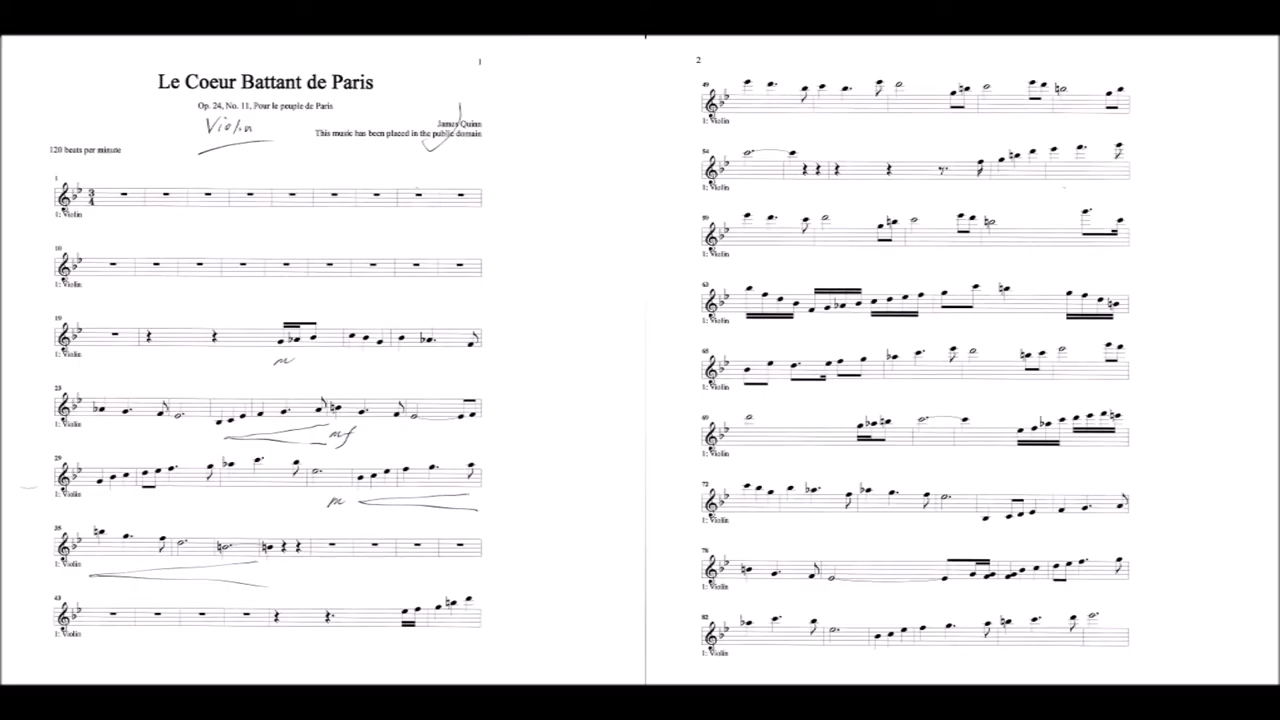 1
Le Coeur Battant de Paris
Op. 24, No. 11, Pour le peuple de Paris
Violin
James Quinn
This music has been placed in the public domain
120 beats per minute
1
1: Violin
10
1: Violin
19
1: Violin
m
23
1: Violin
mf
29
1: Violin
m
35
1: Violin
43
1: Violin
2
49
1: Violin
54
1: Violin
59
1: Violin
63
1: Violin
65
1: Violin
69
1: Violin
72
1: Violin
78
1: Violin
82
1: Violin